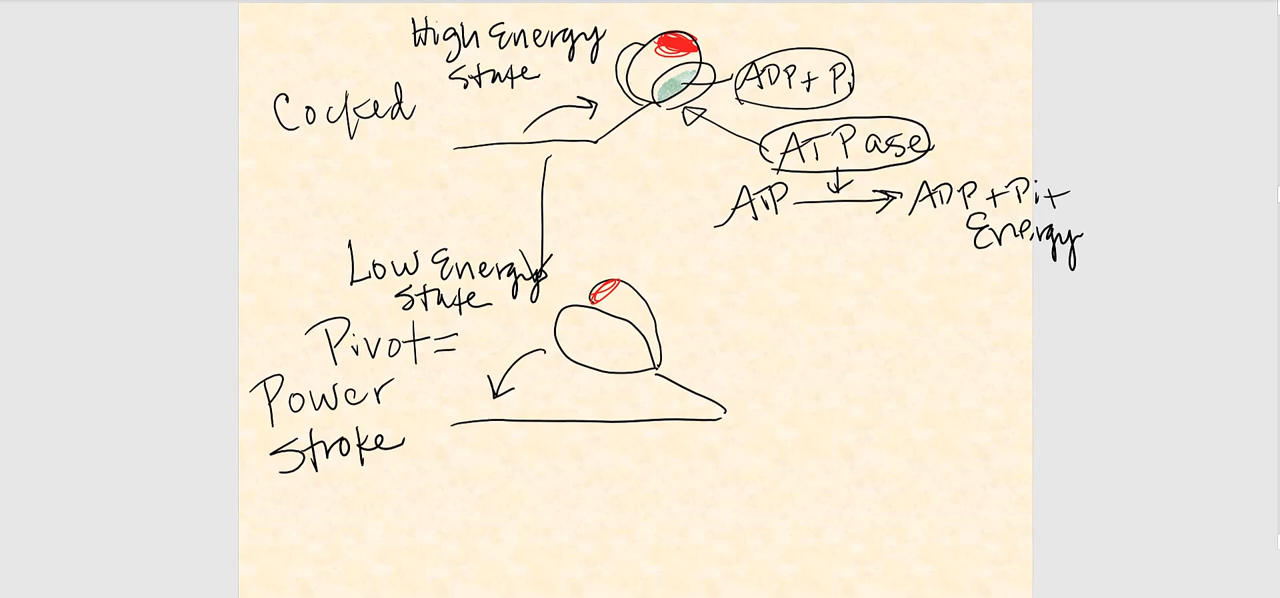 High Energy
State
Cocked
ADP + Pi
ATPase
ATP → ADP + Pi +
Energy
Low Energy
State
Pivot =
Power
Stroke